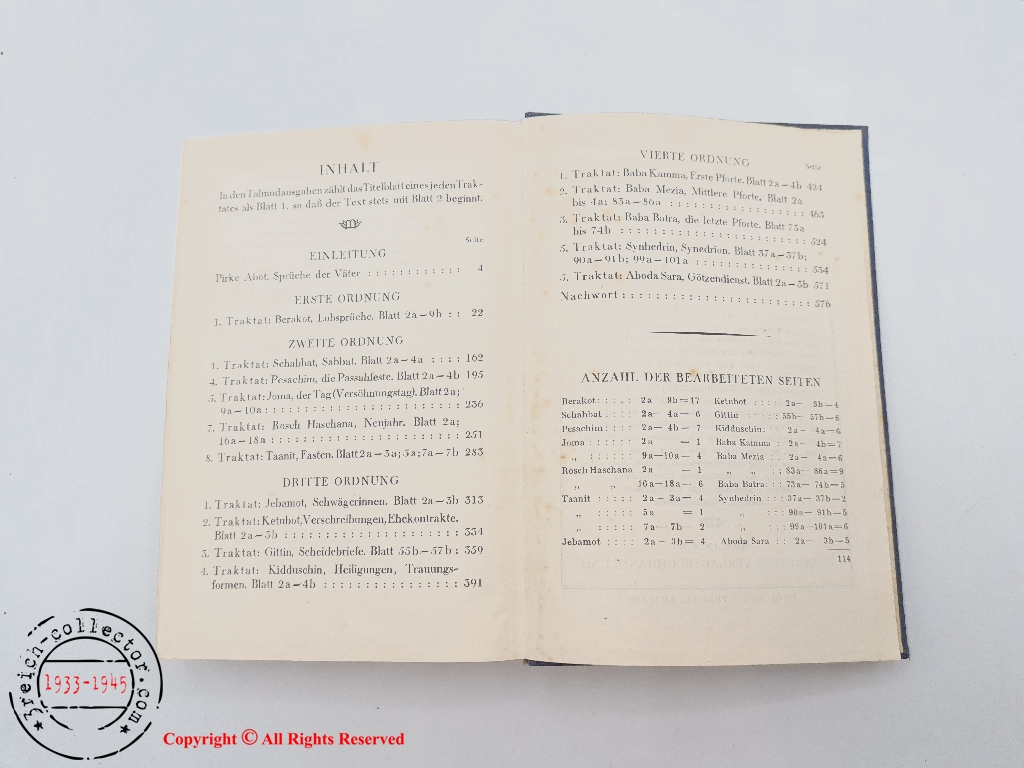 INHALT
In den Talmudausgaben zählt das Titelblatt eines jeden Trak-
tates als Blatt 1, so daß der Text stets mit Blatt 2 beginnt.
Seite
EINLEITUNG
Pirke Abot. Sprüche der Väter : : : : : : : : : : : : 4
ERSTE ORDNUNG
1. Traktat: Berakot, Lobsprüche. Blatt 2a—9b : : 22
ZWEITE ORDNUNG
1. Traktat: Schabbat, Sabbat. Blatt 2a—4a : : : : 162
4. Traktat: Pesachim, die Passahfeste. Blatt 2a—4b 195
5. Traktat: Joma, der Tag (Versöhnungstag). Blatt 2a;
9a—10a : : : : : : : : : : : : : : : : : : : : : : 236
7. Traktat: Rosch Haschana, Neujahr. Blatt 2a;
16a—18a : : : : : : : : : : : : : : : : : : : : : 251
8. Traktat: Taanit, Fasten. Blatt 2a—3a; 5a; 7a—7b 283
DRITTE ORDNUNG
1. Traktat: Jebamot, Schwägerinnen. Blatt 2a—3b 313
2. Traktat: Ketubot, Verschreibungen, Ehekontrakte.
Blatt 2a—3b : : : : : : : : : : : : : : : : : : : 334
3. Traktat: Gittin, Scheidebriefe. Blatt 55b—57b : 359
4. Traktat: Kidduschin, Heiligungen, Trauungs-
formen. Blatt 2a—4b : : : : : : : : : : : : : : : : 391
VIERTE ORDNUNG
Seite
1. Traktat: Baba Kamma, Erste Pforte. Blatt 2a—4b 424
2. Traktat: Baba Mezia, Mittlere Pforte. Blatt 2a
bis 4a; 83a—86a : : : : : : : : : : : : : : : : : 463
3. Traktat: Baba Batra, die letzte Pforte. Blatt 73a
bis 74b : : : : : : : : : : : : : : : : : : : : : : 524
5. Traktat: Synhedrin, Synedrion. Blatt 37a—37b;
90a—91b; 99a—101a : : : : : : : : : : : : : : : 534
5. Traktat: Aboda Sara, Götzendienst. Blatt 2a—3b 571
Nachwort : : : : : : : : : : : : : : : : : : : : : : : 576
ANZAHL DER BEARBEITETEN SEITEN
Berakot : : : : 2a — 9b = 17 Ketubot : : : : 2a— 3b—4
Schabbat : : : 2a — 4a — 6 Gittin : : : : : 55b— 57b—6
Pesachim : : : 2a — 4b — 7 Kidduschin : : 2a— 4a—6
Joma : : : : : : 2a — 1 Baba Kamma : 2a— 4b=7
„ 9a —10a — 4 Baba Mezia : : 2a— 4a—6
Rosch Haschana 2a — 1 „ „ : : 83a— 86a=9
„ „ 16a—18a — 6 Baba Batra : : 73a— 74b—5
Taanit : : : : : 2a — 3a — 4 Synhedrin : : : 37a— 37b—2
„ : : : : : 5a = 1 „ : : : 90a— 91b—5
„ : : : : : 7a — 7b — 2 „ : : : 99a—101a=6
Jebamot : : : : 2a — 3b = 4 Aboda Sara : : 2a— 3b—5
114
3reich-collector.com
1933-1945
Copyright © All Rights Reserved